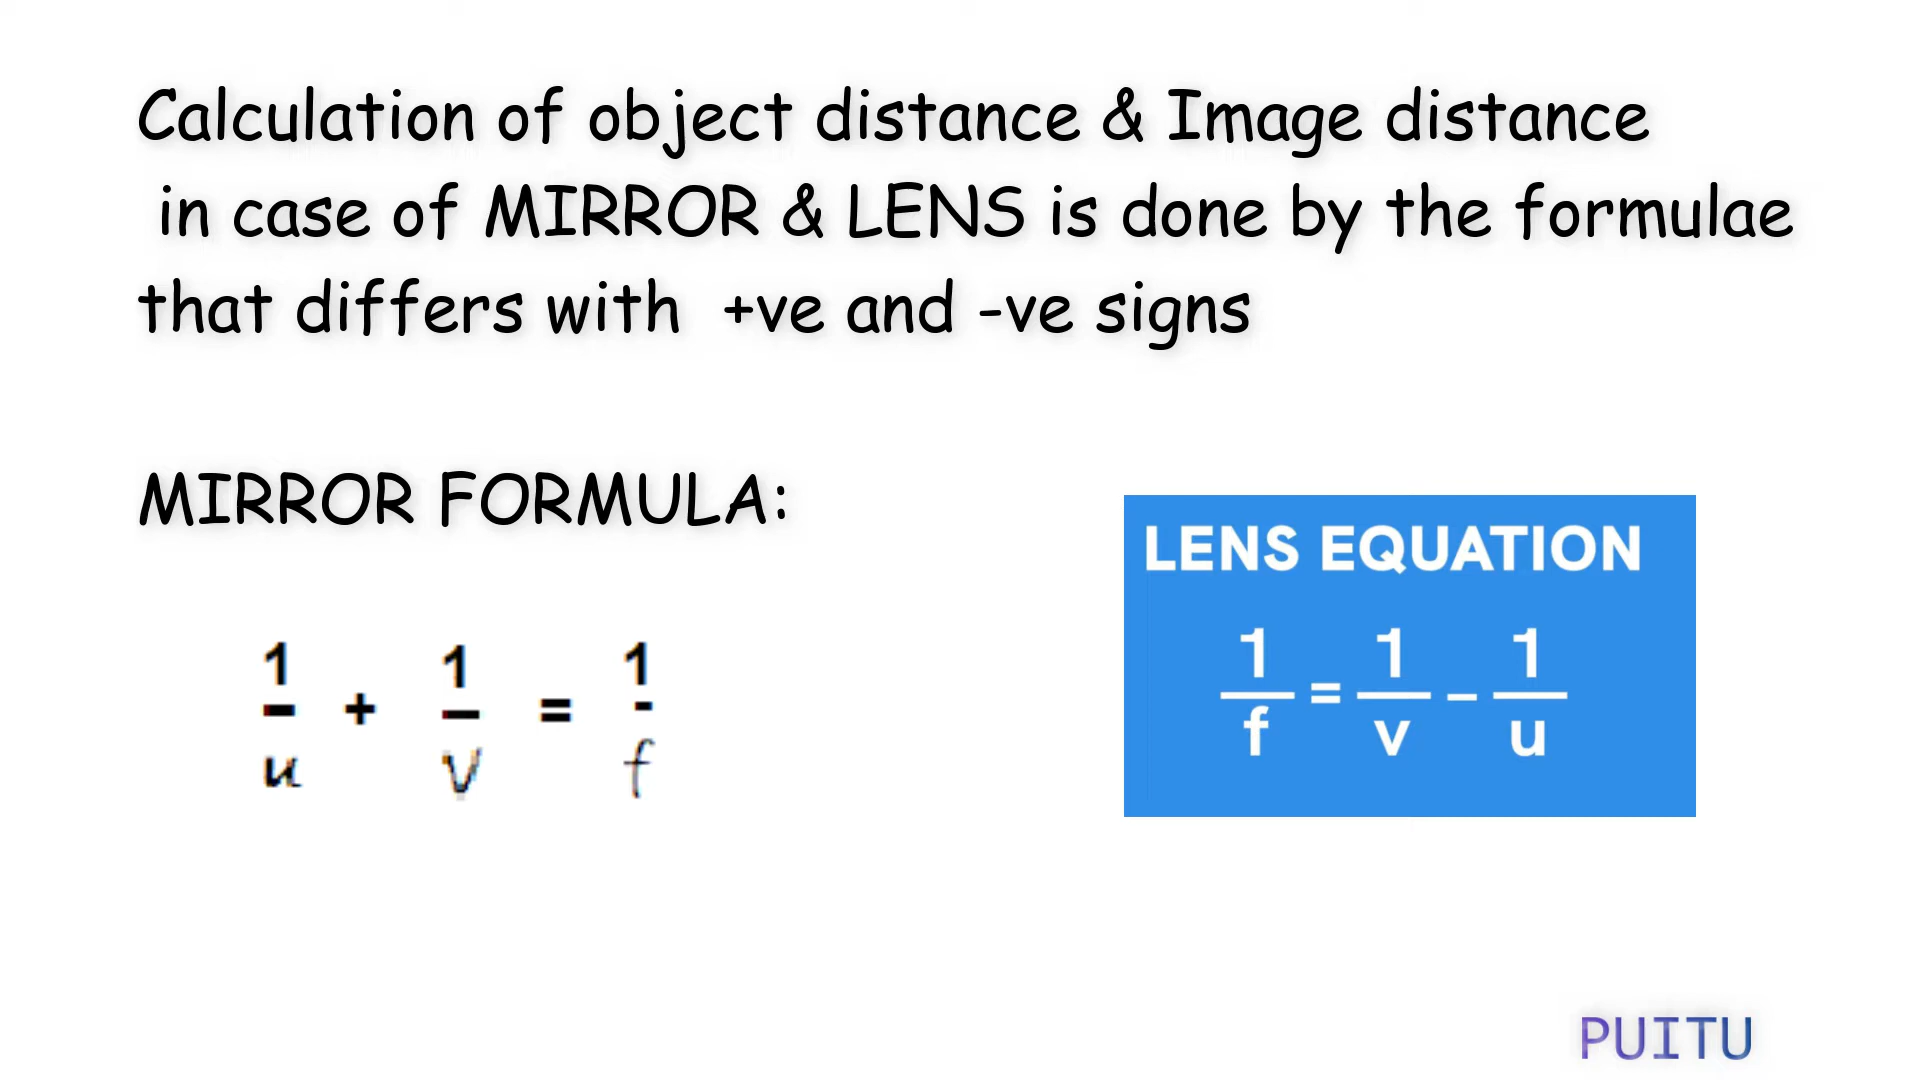 Calculation of object distance & Image distance
in case of MIRROR & LENS is done by the formulae
that differs with +ve and -ve signs
MIRROR FORMULA:
1/u + 1/v = 1/f
LENS EQUATION
1/f = 1/v – 1/u
PUITU